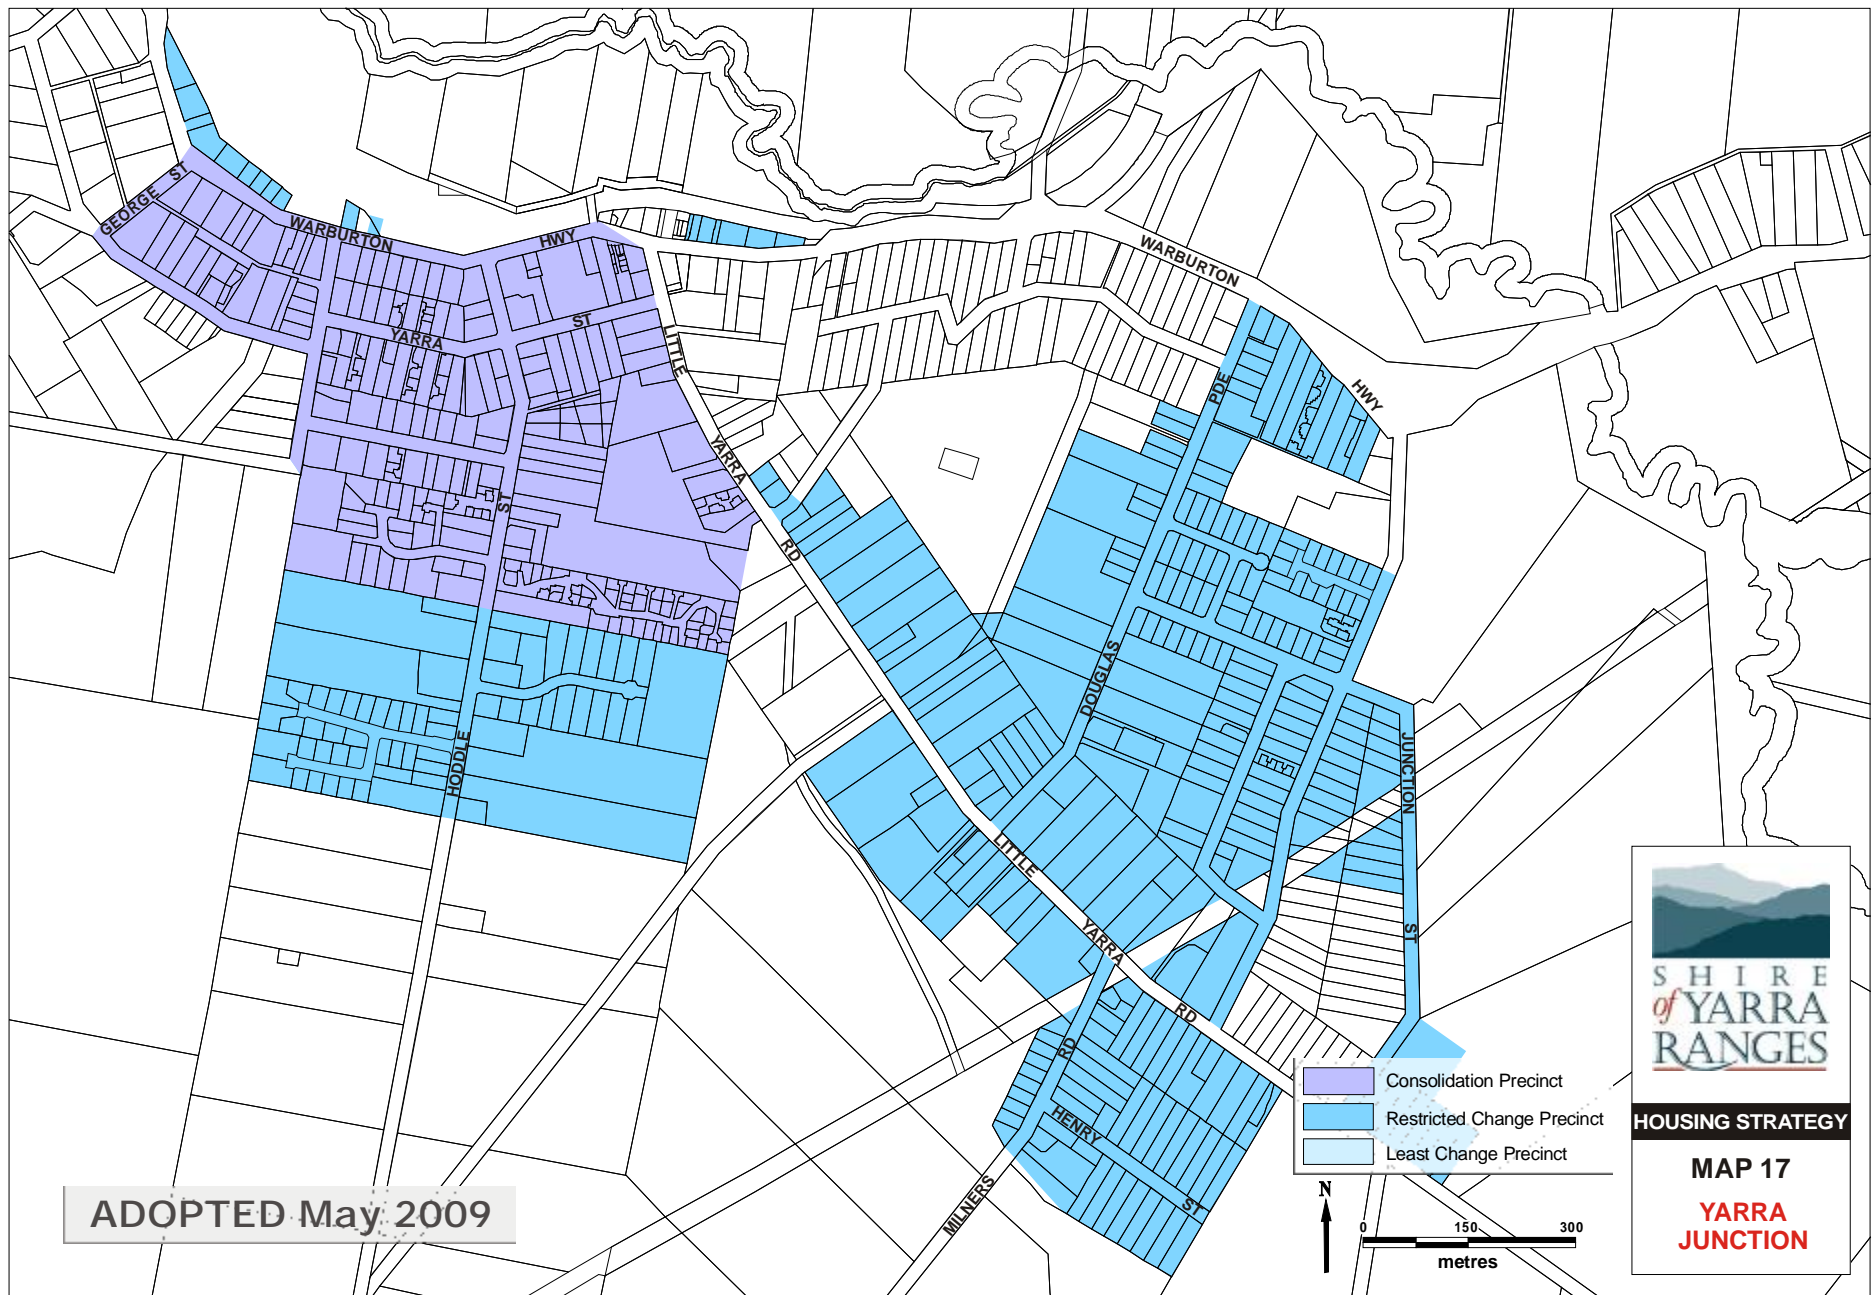 GEORGE ST
WARBURTON
HWY
WARBURTON
HWY
YARRA
ST
LITTLE
YARRA
RD
PDE
DOUGLAS
ST
HODDLE
LITTLE
YARRA
RD
JUNCTION
ST
RD
MILNERS
HENRY
ST
Consolidation Precinct
Restricted Change Precinct
Least Change Precinct
N
0 150 300
metres
SHIRE
of YARRA
RANGES
HOUSING STRATEGY
MAP 17
YARRA
JUNCTION
ADOPTED May 2009